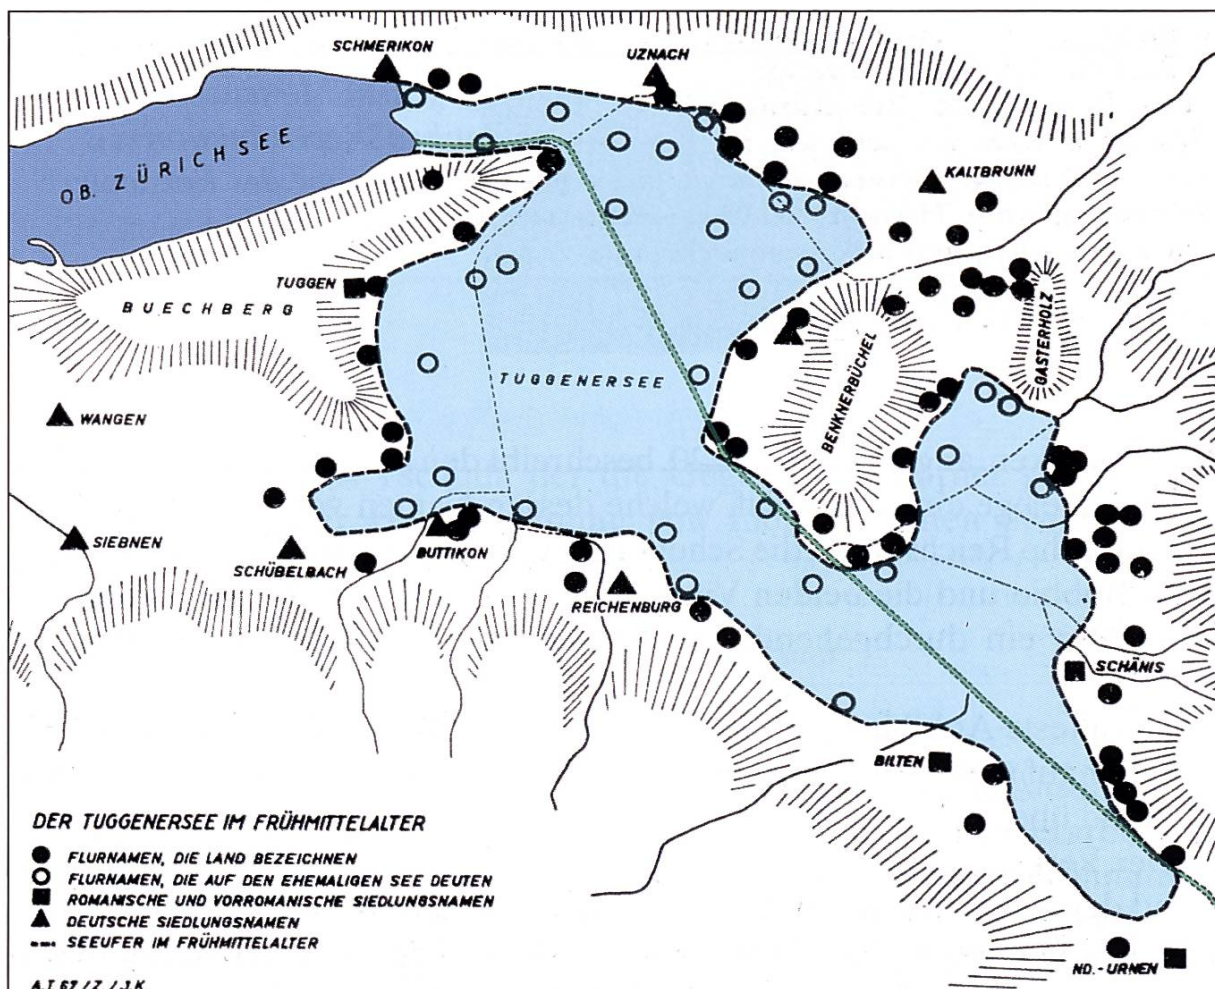 SCHMERIKON
UZNACH
OB. ZÜRICHSEE
KALTBRUNN
TUGGEN
BUECHBERG
GASTERHOLZ
TUGGENERSEE
BENKNERBÜCHEL
WANGEN
SIEBNEN
SCHÜBELBACH
BUTTIKON
REICHENBURG
SCHÄNIS
BILTEN
DER TUGGENERSEE IM FRÜHMITTELALTER
FLURNAMEN, DIE LAND BEZEICHNEN
FLURNAMEN, DIE AUF DEN EHEMALIGEN SEE DEUTEN
ROMANISCHE UND VORROMANISCHE SIEDLUNGSNAMEN
DEUTSCHE SIEDLUNGSNAMEN
SEEUFER IM FRÜHMITTELALTER
ND.-URNEN
A.T. 67 / Z. / J.K.